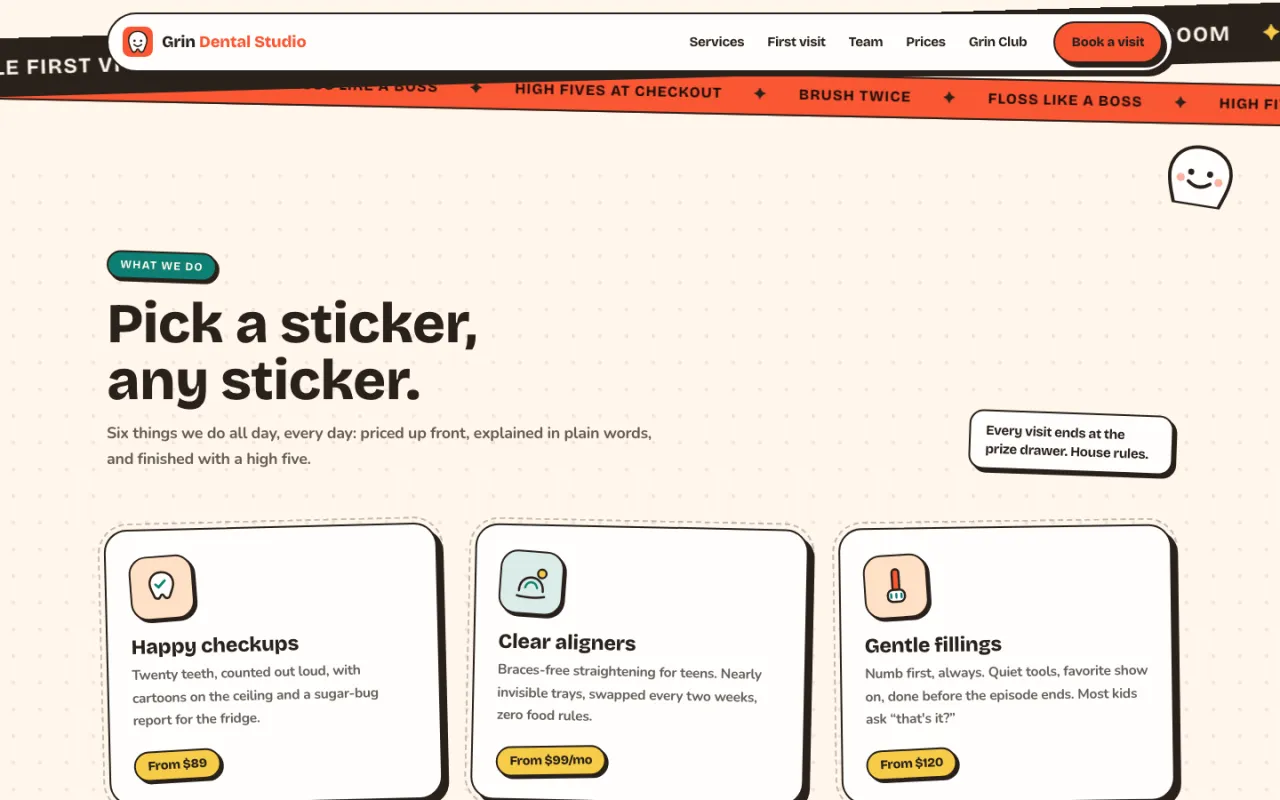 Grin Dental Studio
Services
First visit
Team
Prices
Grin Club
Book a visit
FIRST
HIGH FIVES AT CHECKOUT ✦ BRUSH TWICE ✦ FLOSS LIKE A BOSS ✦ HIGH
WHAT WE DO
Pick a sticker,
any sticker.
Six things we do all day, every day: priced up front, explained in plain words,
and finished with a high five.
Every visit ends at the
prize drawer. House rules.
Happy checkups
Twenty teeth, counted out loud, with
cartoons on the ceiling and a sugar-bug
report for the fridge.
From $89
Clear aligners
Braces-free straightening for teens. Nearly
invisible trays, swapped every two weeks,
zero food rules.
From $99/mo
Gentle fillings
Numb first, always. Quiet tools, favorite show
on, done before the episode ends. Most kids
ask “that’s it?”
From $120